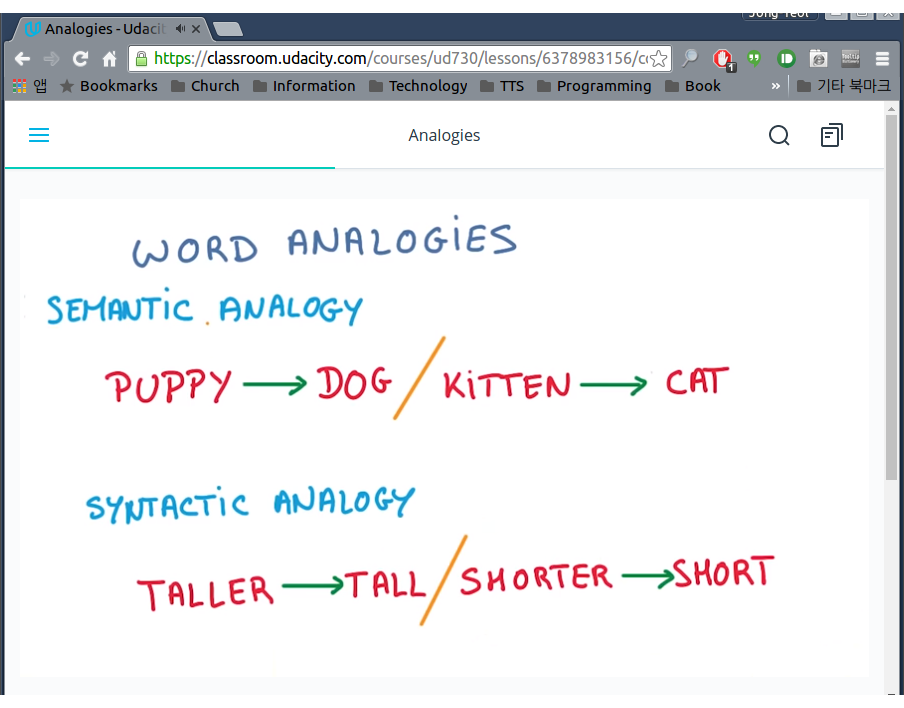 Analogies - Udacit
https://classroom.udacity.com/courses/ud730/lessons/6378983156/c
1
앱 Bookmarks Church Information Technology TTS Programming Book » 기타 북마크
Analogies
WORD ANALOGIES
SEMANTIC ANALOGY
PUPPY → DOG / KITTEN → CAT
SYNTACTIC ANALOGY
TALLER → TALL / SHORTER → SHORT